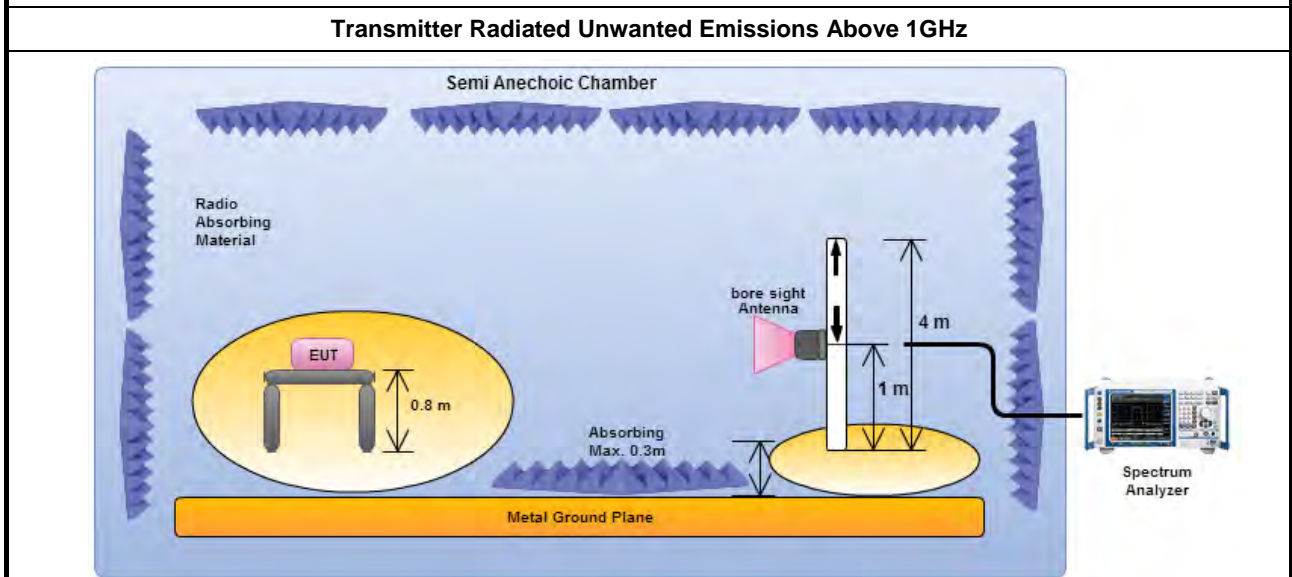 Transmitter Radiated Unwanted Emissions Above 1GHz
Semi Anechoic Chamber
Radio
Absorbing
Material
bore sight
Antenna
4 m
EUT
1 m
0.8 m
Absorbing
Max. 0.3m
Spectrum
Analyzer
Metal Ground Plane